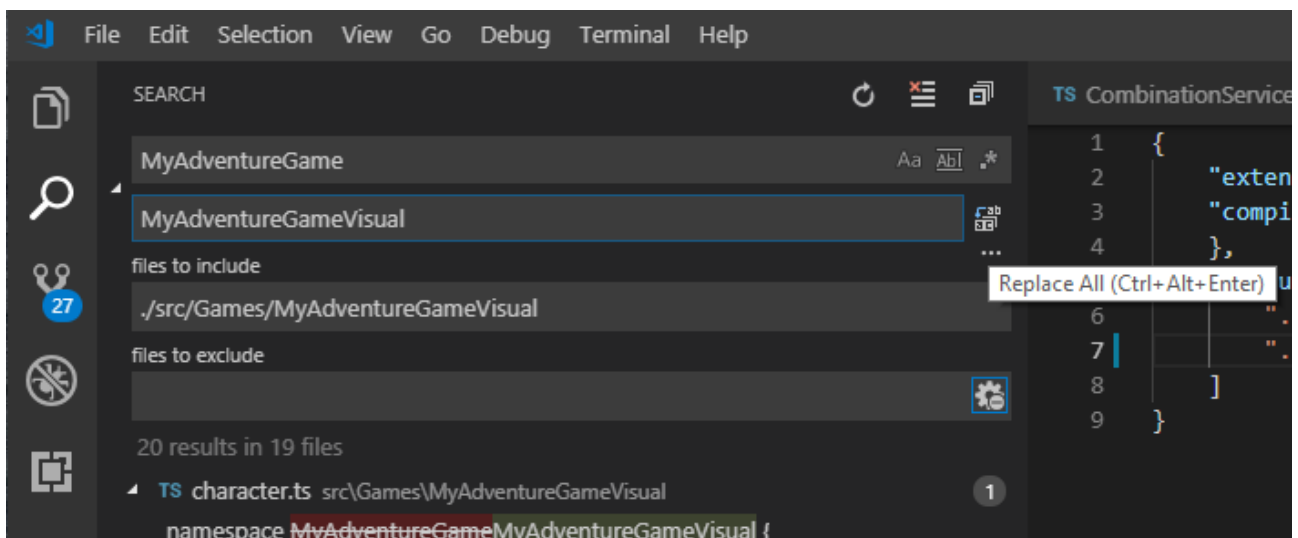 File Edit Selection View Go Debug Terminal Help
SEARCH
MyAdventureGame
Aa Abl .*
MyAdventureGameVisual
...
files to include
Replace All (Ctrl+Alt+Enter)
./src/Games/MyAdventureGameVisual
27
files to exclude
20 results in 19 files
TS character.ts src\Games\MyAdventureGameVisual 1
namespace MyAdventureGameMyAdventureGameVisual {
TS CombinationService
1 {
2 "exten
3 "compi
4 },
u
6 ".
7 ".
8 ]
9 }